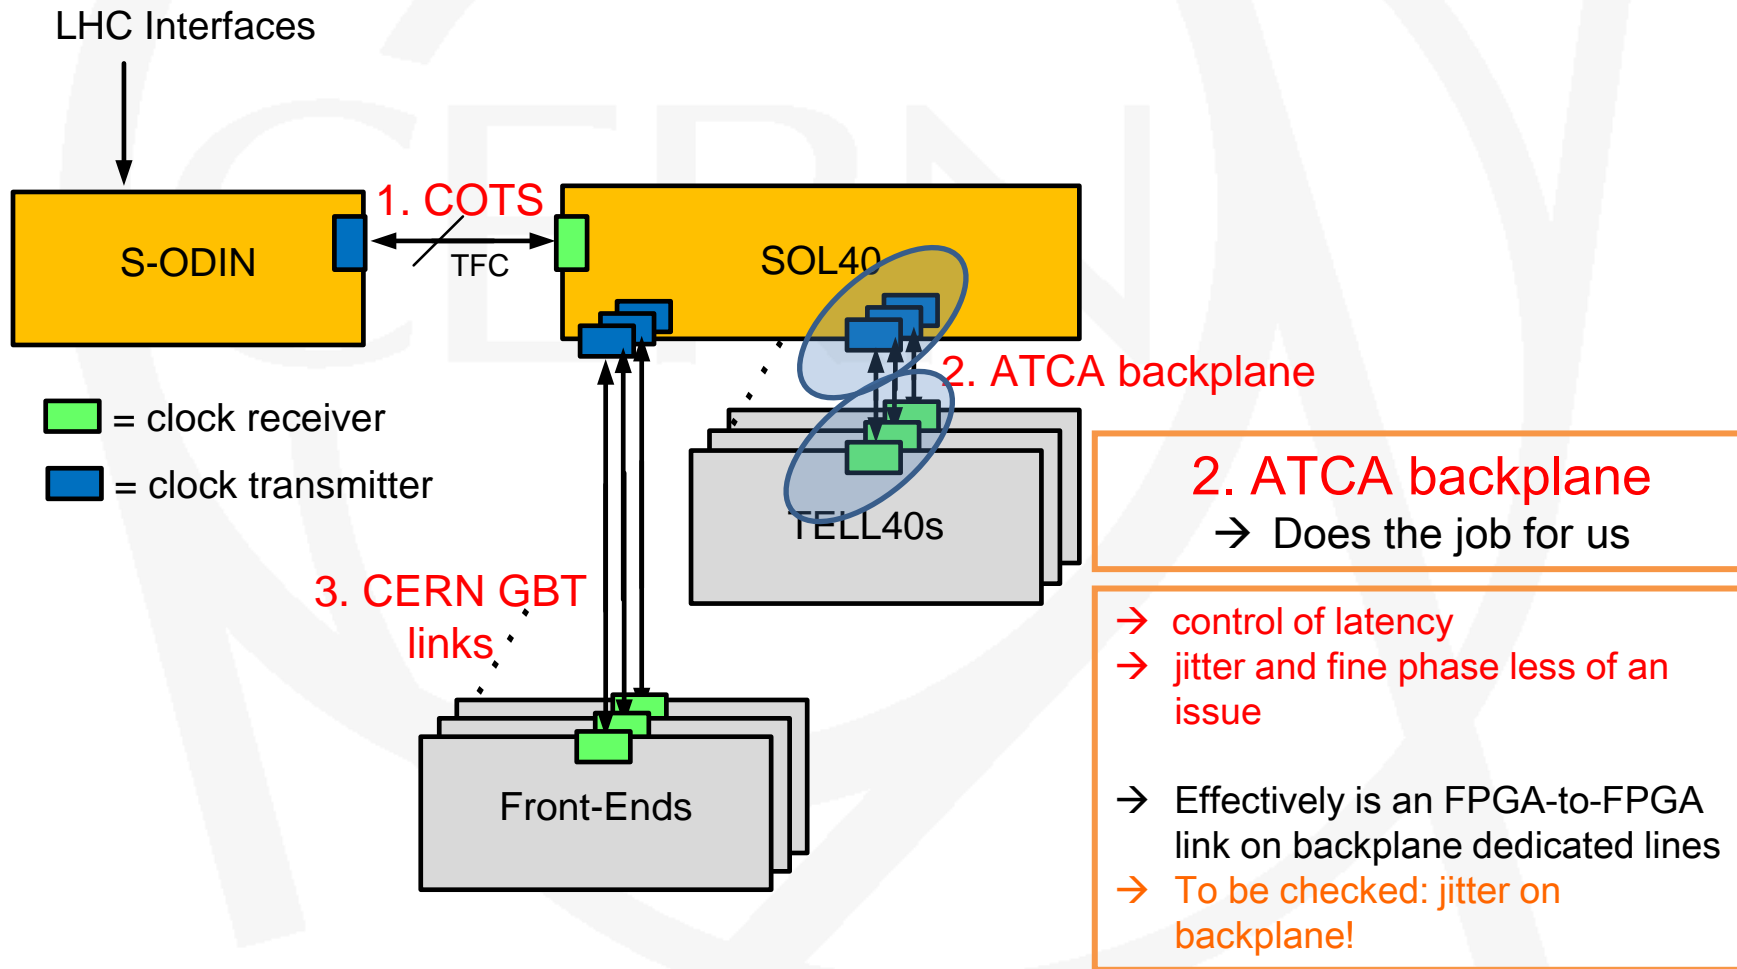 LHC Interfaces
CERN
1. COTS
S-ODIN
TFC
SOL40
2. ATCA backplane
= clock receiver
= clock transmitter
TELL40s
3. CERN GBT
links
Front-Ends
2. ATCA backplane
→ Does the job for us
→ control of latency
→ jitter and fine phase less of an
issue
→ Effectively is an FPGA-to-FPGA
link on backplane dedicated lines
→ To be checked: jitter on
backplane!